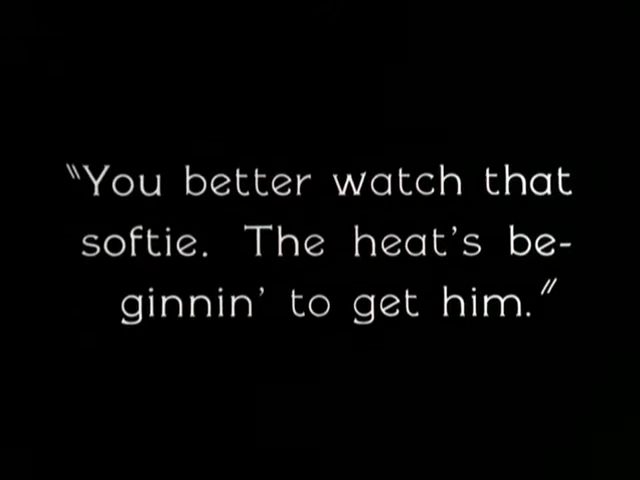 "You better watch that
softie. The heat's be-
ginnin' to get him."